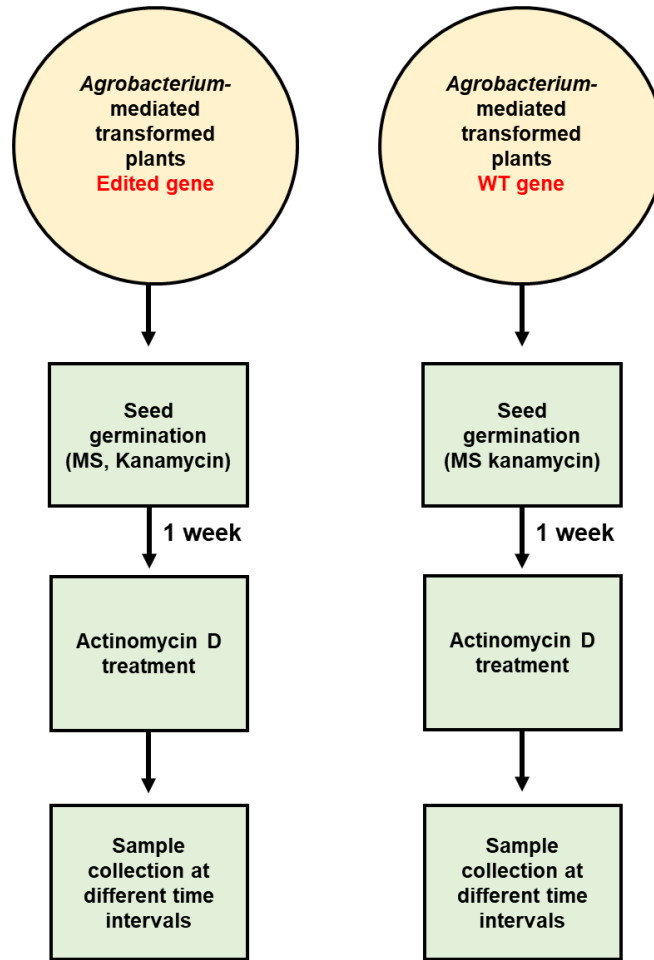 Agrobacterium-
mediated
transformed
plants
Edited gene
Seed
germination
(MS, Kanamycin)
1 week
Actinomycin D
treatment
Sample
collection at
different time
intervals
Agrobacterium-
mediated
transformed
plants
WT gene
Seed
germination
(MS kanamycin)
1 week
Actinomycin D
treatment
Sample
collection at
different time
intervals